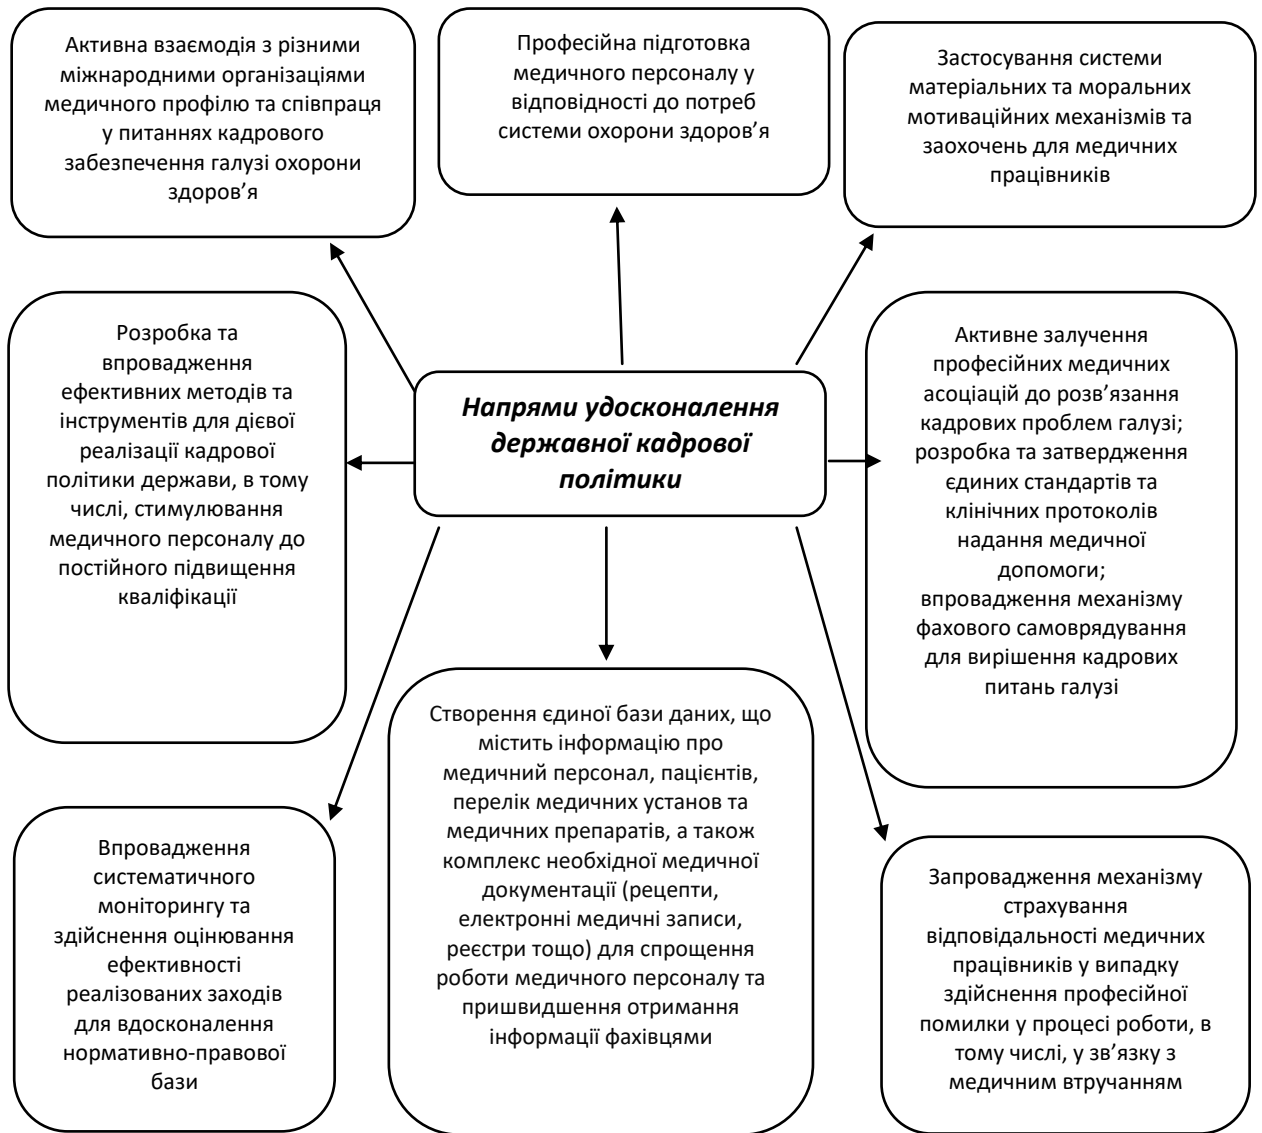 Активна взаємодія з різними
міжнародними організаціями
медичного профілю та співпраця
у питаннях кадрового
забезпечення галузі охорони
здоров’я
Професійна підготовка
медичного персоналу у
відповідності до потреб
системи охорони здоров’я
Застосування системи
матеріальних та моральних
мотиваційних механізмів та
заохочень для медичних
працівників
Розробка та
впровадження
ефективних методів та
інструментів для дієвої
реалізації кадрової
політики держави, в тому
числі, стимулювання
медичного персоналу до
постійного підвищення
кваліфікації
Напрями удосконалення
державної кадрової
політики
Активне залучення
професійних медичних
асоціацій до розв’язання
кадрових проблем галузі;
розробка та затвердження
єдиних стандартів та
клінічних протоколів
надання медичної
допомоги;
впровадження механізму
фахового самоврядування
для вирішення кадрових
питань галузі
Впровадження
систематичного
моніторингу та
здійснення оцінювання
ефективності
реалізованих заходів
для вдосконалення
нормативно-правової
бази
Створення єдиної бази даних, що
містить інформацію про
медичний персонал, пацієнтів,
перелік медичних установ та
медичних препаратів, а також
комплекс необхідної медичної
документації (рецепти,
електронні медичні записи,
реєстри тощо) для спрощення
роботи медичного персоналу та
пришвидшення отримання
інформації фахівцями
Запровадження механізму
страхування
відповідальності медичних
працівників у випадку
здійснення професійної
помилки у процесі роботи, в
тому числі, у зв’язку з
медичним втручанням